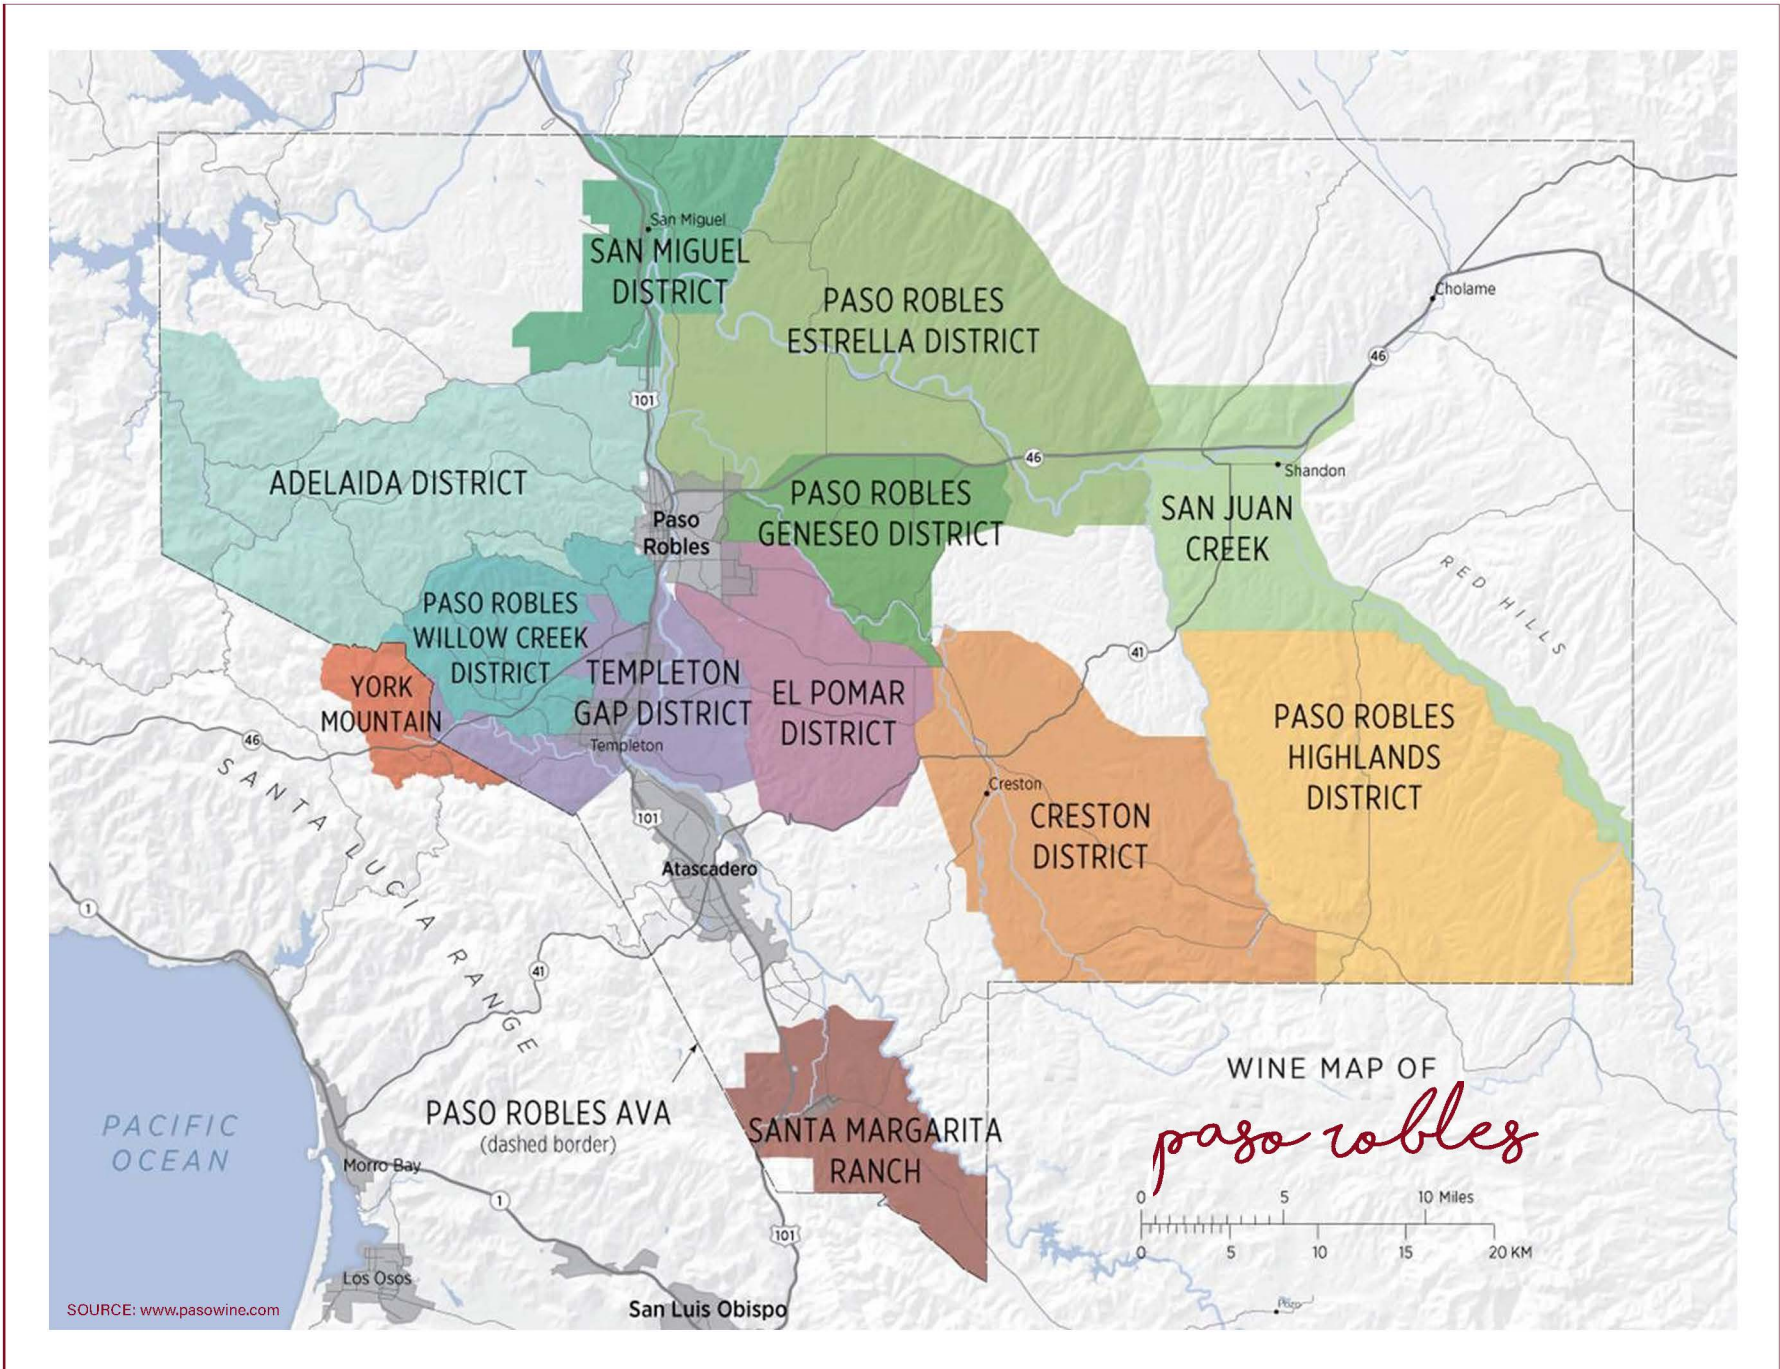 San Miguel
SAN MIGUEL
DISTRICT
PASO ROBLES
ESTRELLA DISTRICT
Cholame
46
101
ADELAIDA DISTRICT
46
Shandon
PASO ROBLES
GENESEO DISTRICT
SAN JUAN
CREEK
Paso
Robles
RED HILLS
PASO ROBLES
WILLOW CREEK
DISTRICT
TEMPLETON
GAP DISTRICT
41
YORK
MOUNTAIN
EL POMAR
DISTRICT
PASO ROBLES
HIGHLANDS
DISTRICT
46
Templeton
SANTA LUCIA RANGE
Creston
CRESTON
DISTRICT
101
Atascadero
1
41
PASO ROBLES AVA
(dashed border)
SANTA MARGARITA
RANCH
WINE MAP OF
paso robles
PACIFIC
OCEAN
Morro Bay
1
101
0 5 10 Miles
0 5 10 15 20 KM
Los Osos
SOURCE: www.pasowine.com
San Luis Obispo
Pozo